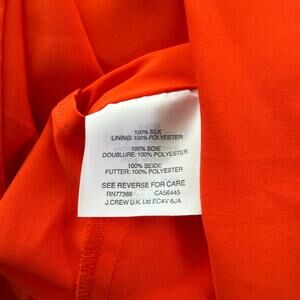 100% SILK
LINING: 100% POLYESTER
100% SOIE
DOUBLURE: 100% POLYESTER
100% SEIDE
FUTTER: 100% POLYESTER
SEE REVERSE FOR CARE
RN77388 CA56445
J.CREW U.K. Ltd EC4V 6JA